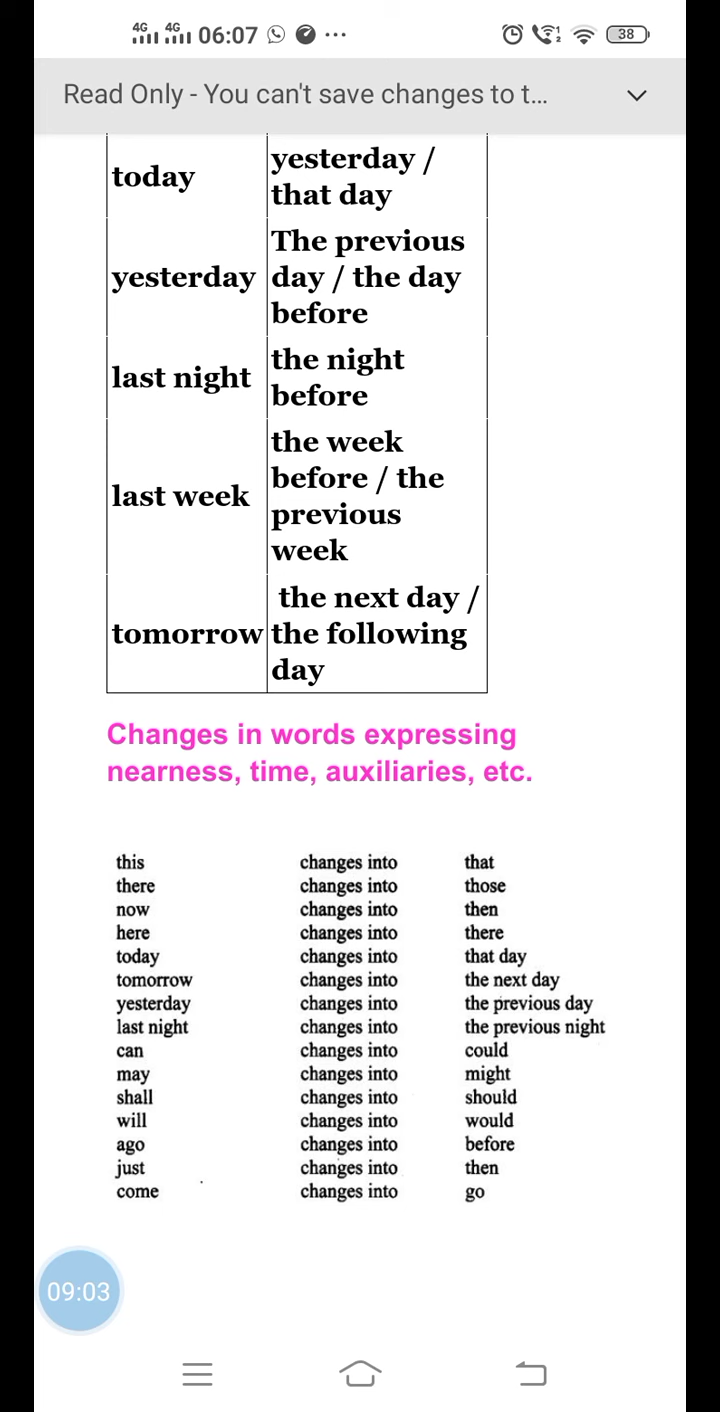 4G 4G 06:07 ... 38
Read Only - You can't save changes to t...
today yesterday / that day
yesterday The previous day / the day before
last night the night before
last week the week before / the previous week
tomorrow the next day / the following day
Changes in words expressing
nearness, time, auxiliaries, etc.
this changes into that
there changes into those
now changes into then
here changes into there
today changes into that day
tomorrow changes into the next day
yesterday changes into the previous day
last night changes into the previous night
can changes into could
may changes into might
shall changes into should
will changes into would
ago changes into before
just changes into then
come changes into go
09:03